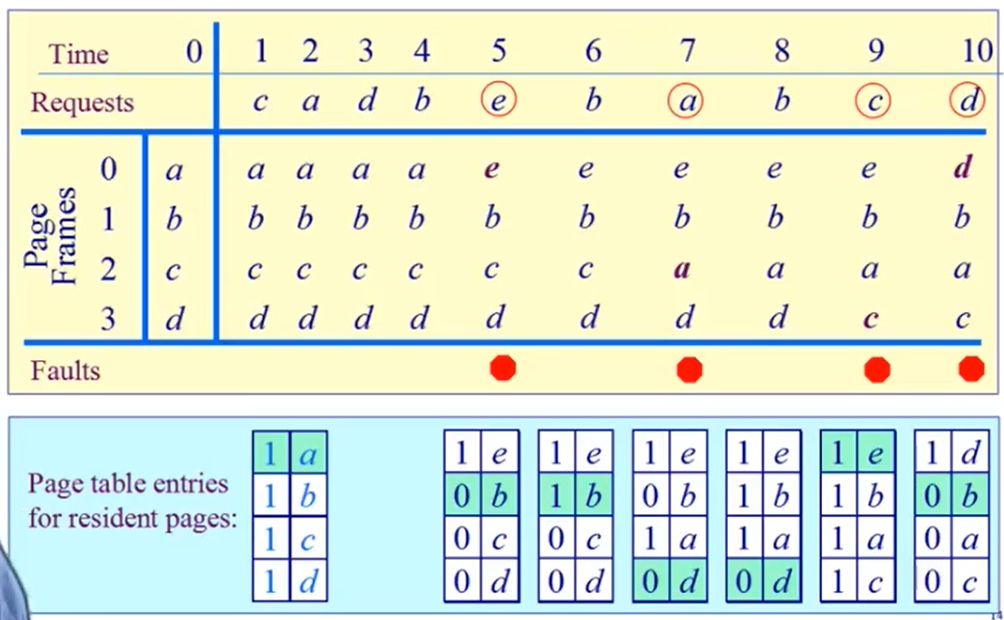 Time 0 1 2 3 4 5 6 7 8 9 10
Requests c a d b e b a b c d
Page Frames
0 a a a a a e e e e e d
1 b b b b b b b b b b b
2 c c c c c c c a a a a
3 d d d d d d d d d c c
Faults
Page table entries
for resident pages:
1 a 1 e 1 e 1 e 1 e 1 e 1 d
1 b 0 b 1 b 0 b 1 b 1 b 0 b
1 c 0 c 0 c 1 a 1 a 1 a 0 a
1 d 0 d 0 d 0 d 0 d 1 c 0 c